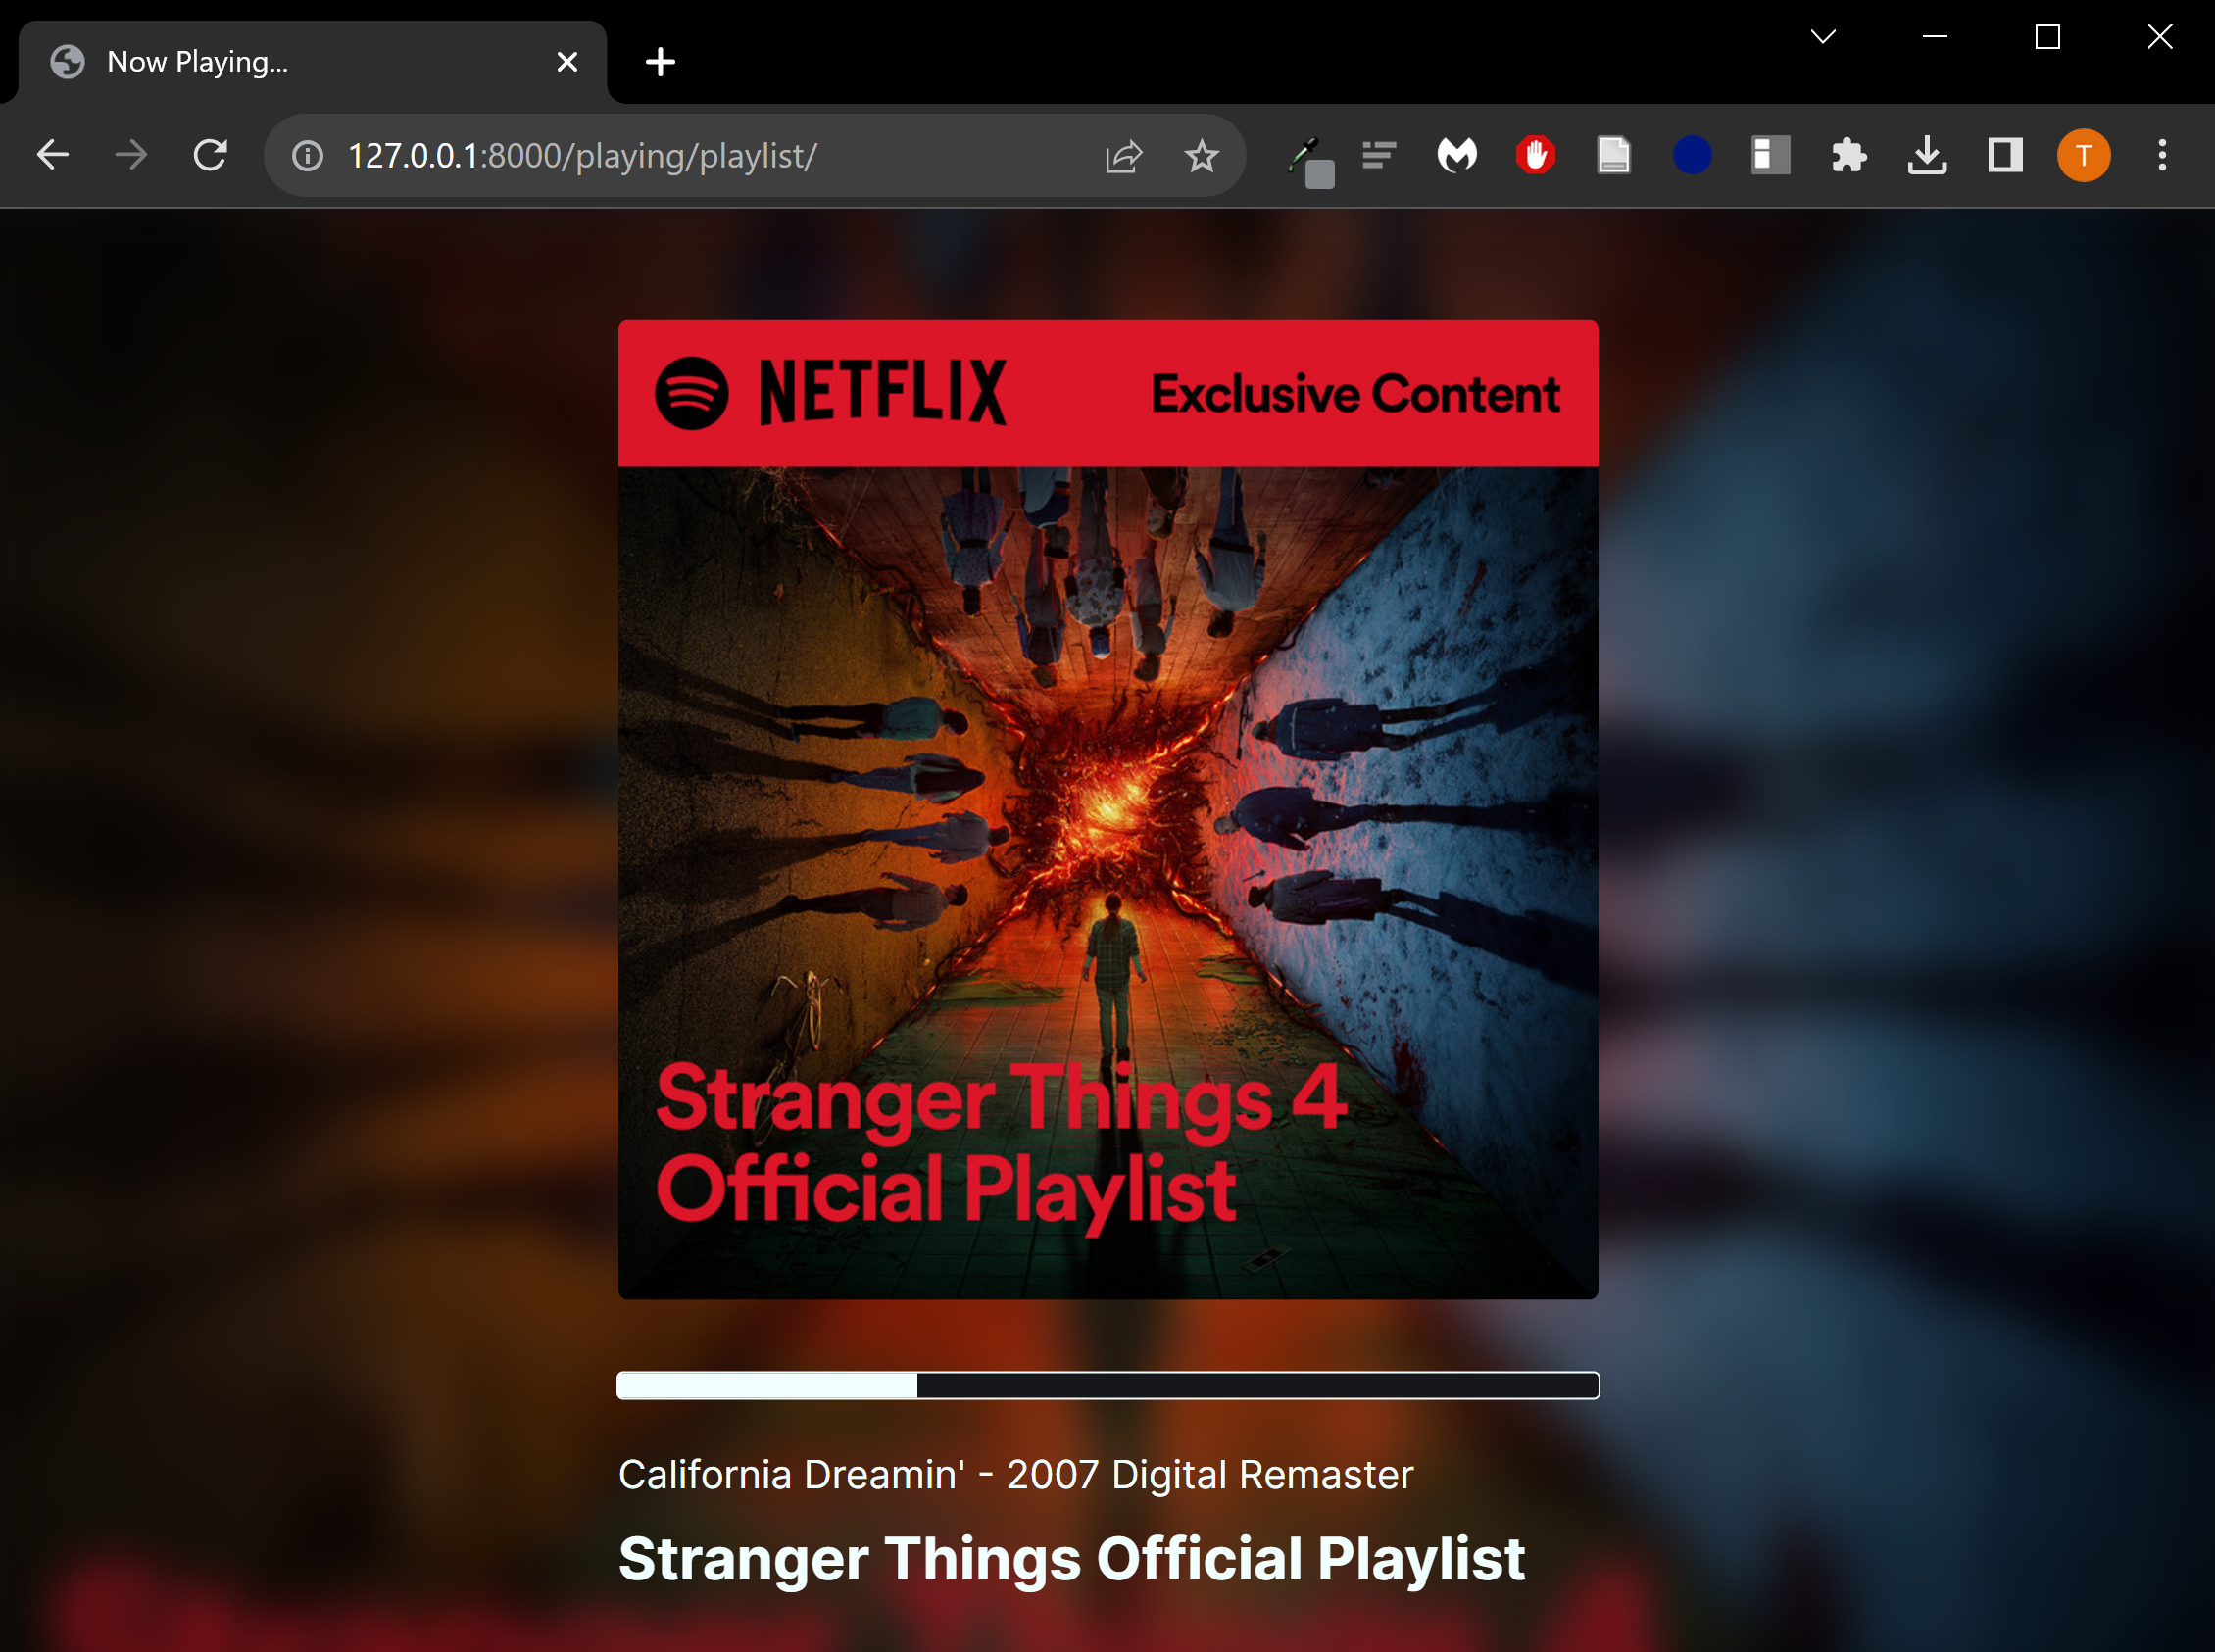 Now Playing...
127.0.0.1:8000/playing/playlist/
T
NETFLIX
Exclusive Content
Stranger Things 4
Official Playlist
California Dreamin' - 2007 Digital Remaster
Stranger Things Official Playlist